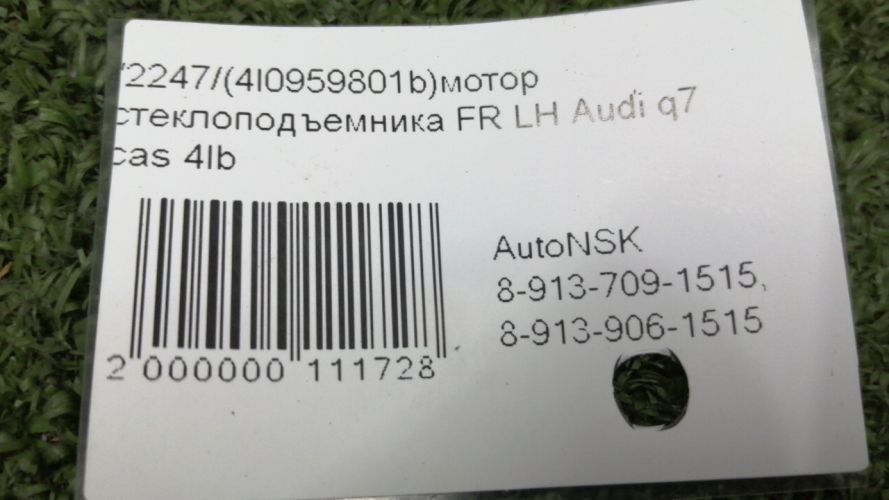 2247/(4l0959801b)мотор
стеклоподъемника FR LH Audi q7
cas 4lb
AutoNSK
8-913-709-1515,
8-913-906-1515
2 000000 111728